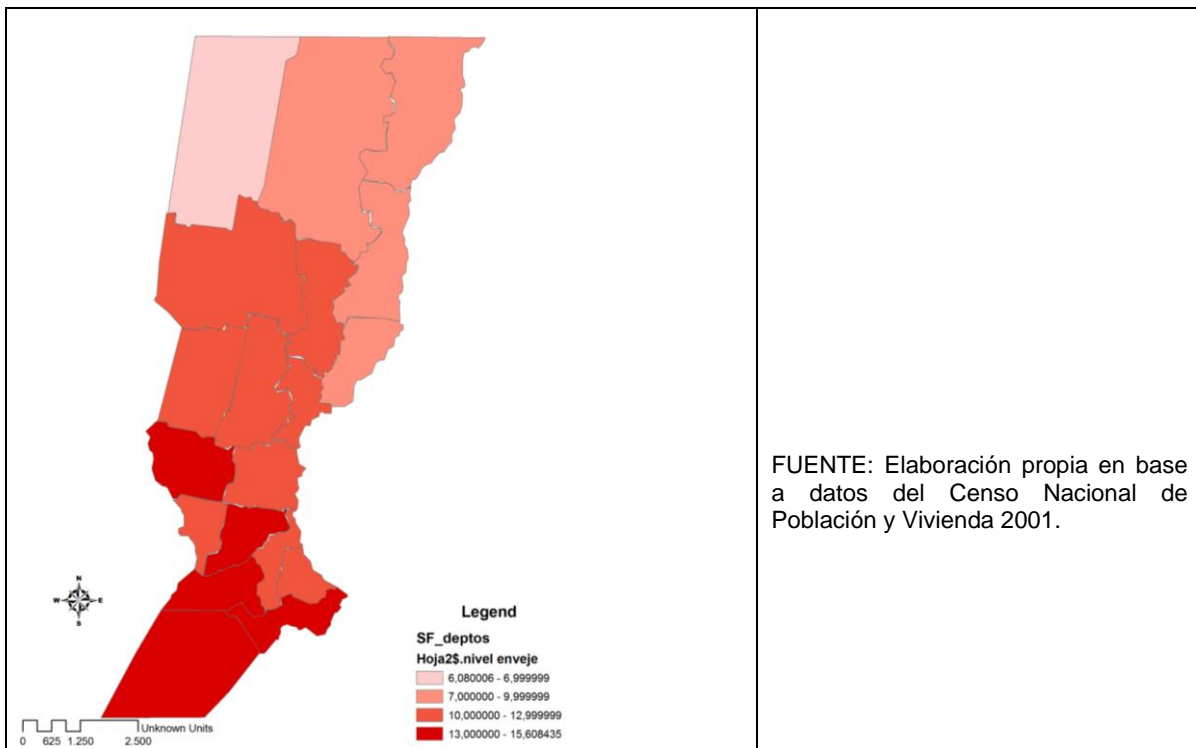 FUENTE: Elaboración propia en base
a datos del Censo Nacional de
Población y Vivienda 2001.
N
W E
S
Legend
SF_deptos
Hoja2$.nivel enveje
6,080006 - 6,999999
7,000000 - 9,999999
10,000000 - 12,999999
13,000000 - 15,608435
Unknown Units
0 625 1.250 2.500